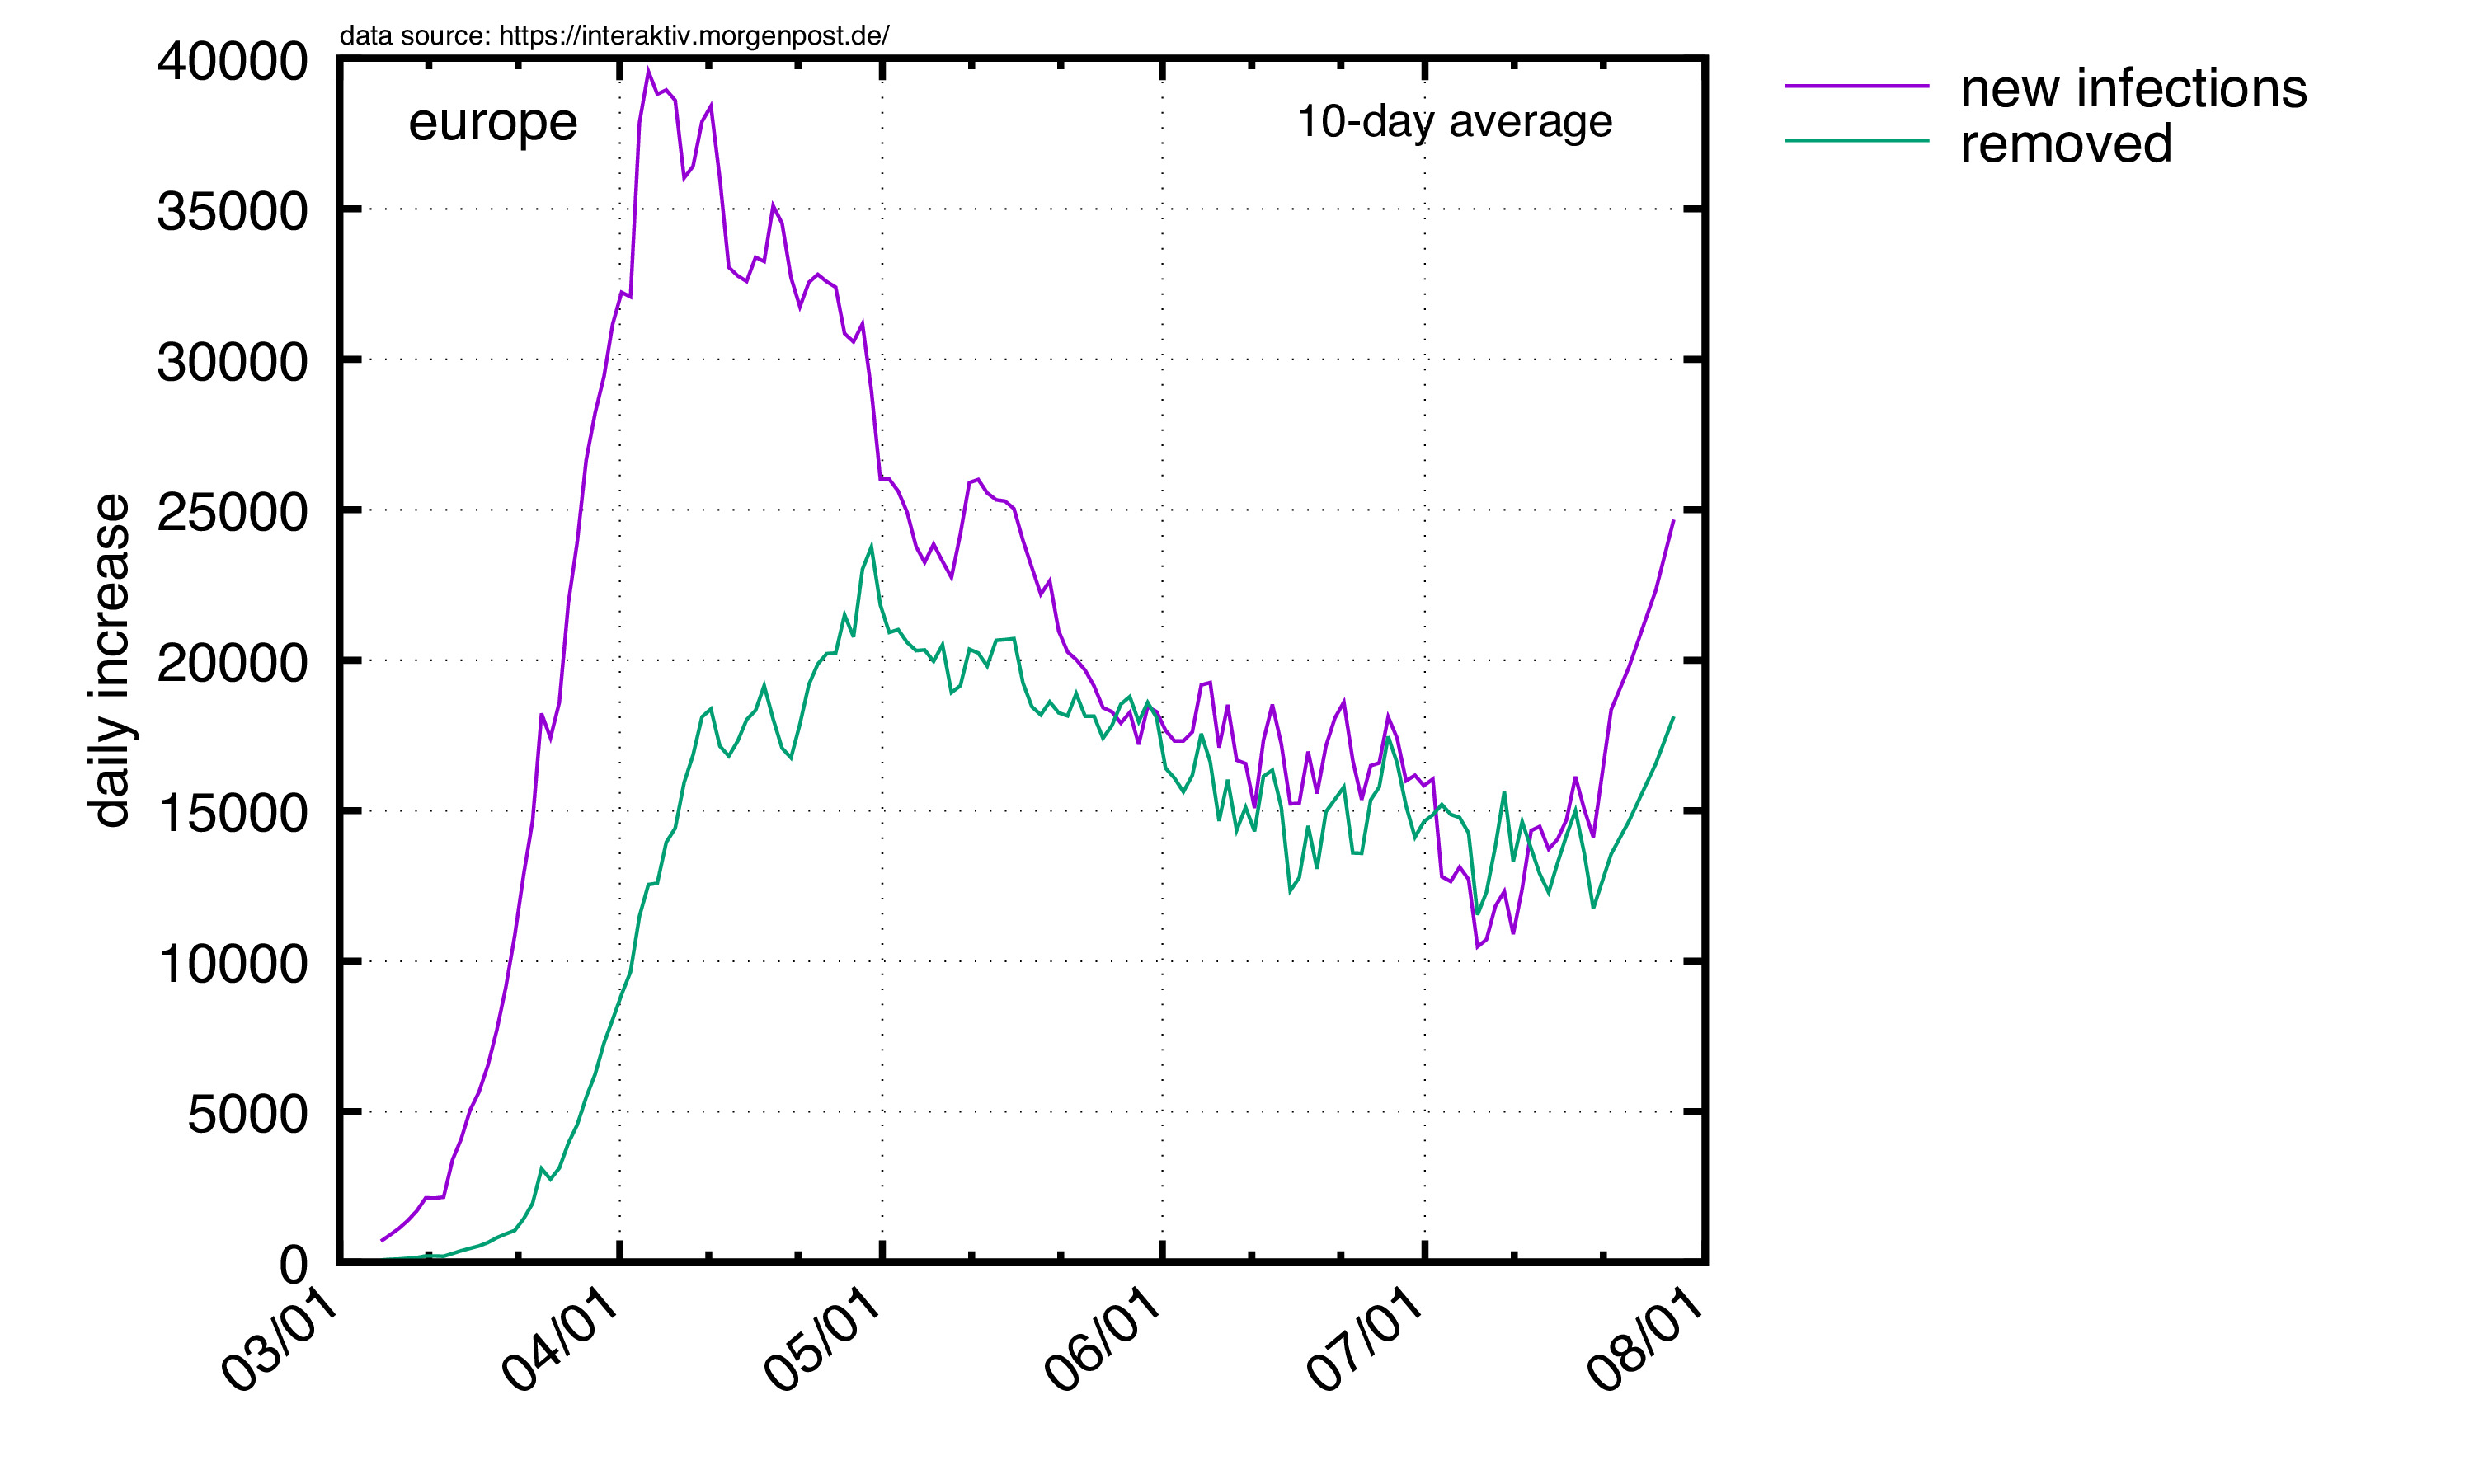 data source: https://interaktiv.morgenpost.de/
europe
10-day average
new infections
removed
daily increase
40000
35000
30000
25000
20000
15000
10000
5000
0
03/01
04/01
05/01
06/01
07/01
08/01